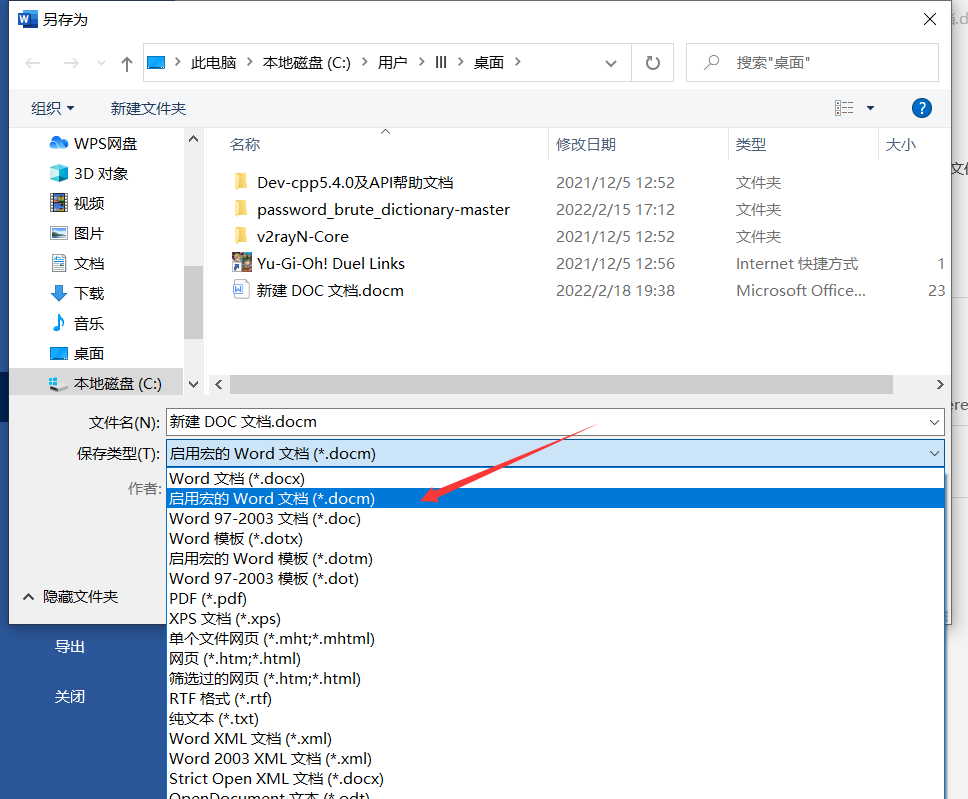 另存为
此电脑 > 本地磁盘 (C:) > 用户 > III > 桌面 >
搜索"桌面"
组织
新建文件夹
名称 修改日期 类型 大小
WPS网盘
3D 对象
视频
图片
文档
下载
音乐
桌面
本地磁盘 (C:)
Dev-cpp5.4.0及API帮助文档 2021/12/5 12:52 文件夹
password_brute_dictionary-master 2022/2/15 17:12 文件夹
v2rayN-Core 2021/12/5 12:52 文件夹
Yu-Gi-Oh! Duel Links 2021/12/5 12:56 Internet 快捷方式 1
新建 DOC 文档.docm 2022/2/18 19:38 Microsoft Office... 23
文件名(N): 新建 DOC 文档.docm
保存类型(T): 启用宏的 Word 文档 (*.docm)
作者:
Word 文档 (*.docx)
启用宏的 Word 文档 (*.docm)
Word 97-2003 文档 (*.doc)
Word 模板 (*.dotx)
启用宏的 Word 模板 (*.dotm)
Word 97-2003 模板 (*.dot)
PDF (*.pdf)
XPS 文档 (*.xps)
单个文件网页 (*.mht;*.mhtml)
网页 (*.htm;*.html)
筛选过的网页 (*.htm;*.html)
RTF 格式 (*.rtf)
纯文本 (*.txt)
Word XML 文档 (*.xml)
Word 2003 XML 文档 (*.xml)
Strict Open XML 文档 (*.docx)
OpenDocument 文本 (*.odt)
隐藏文件夹
导出
关闭